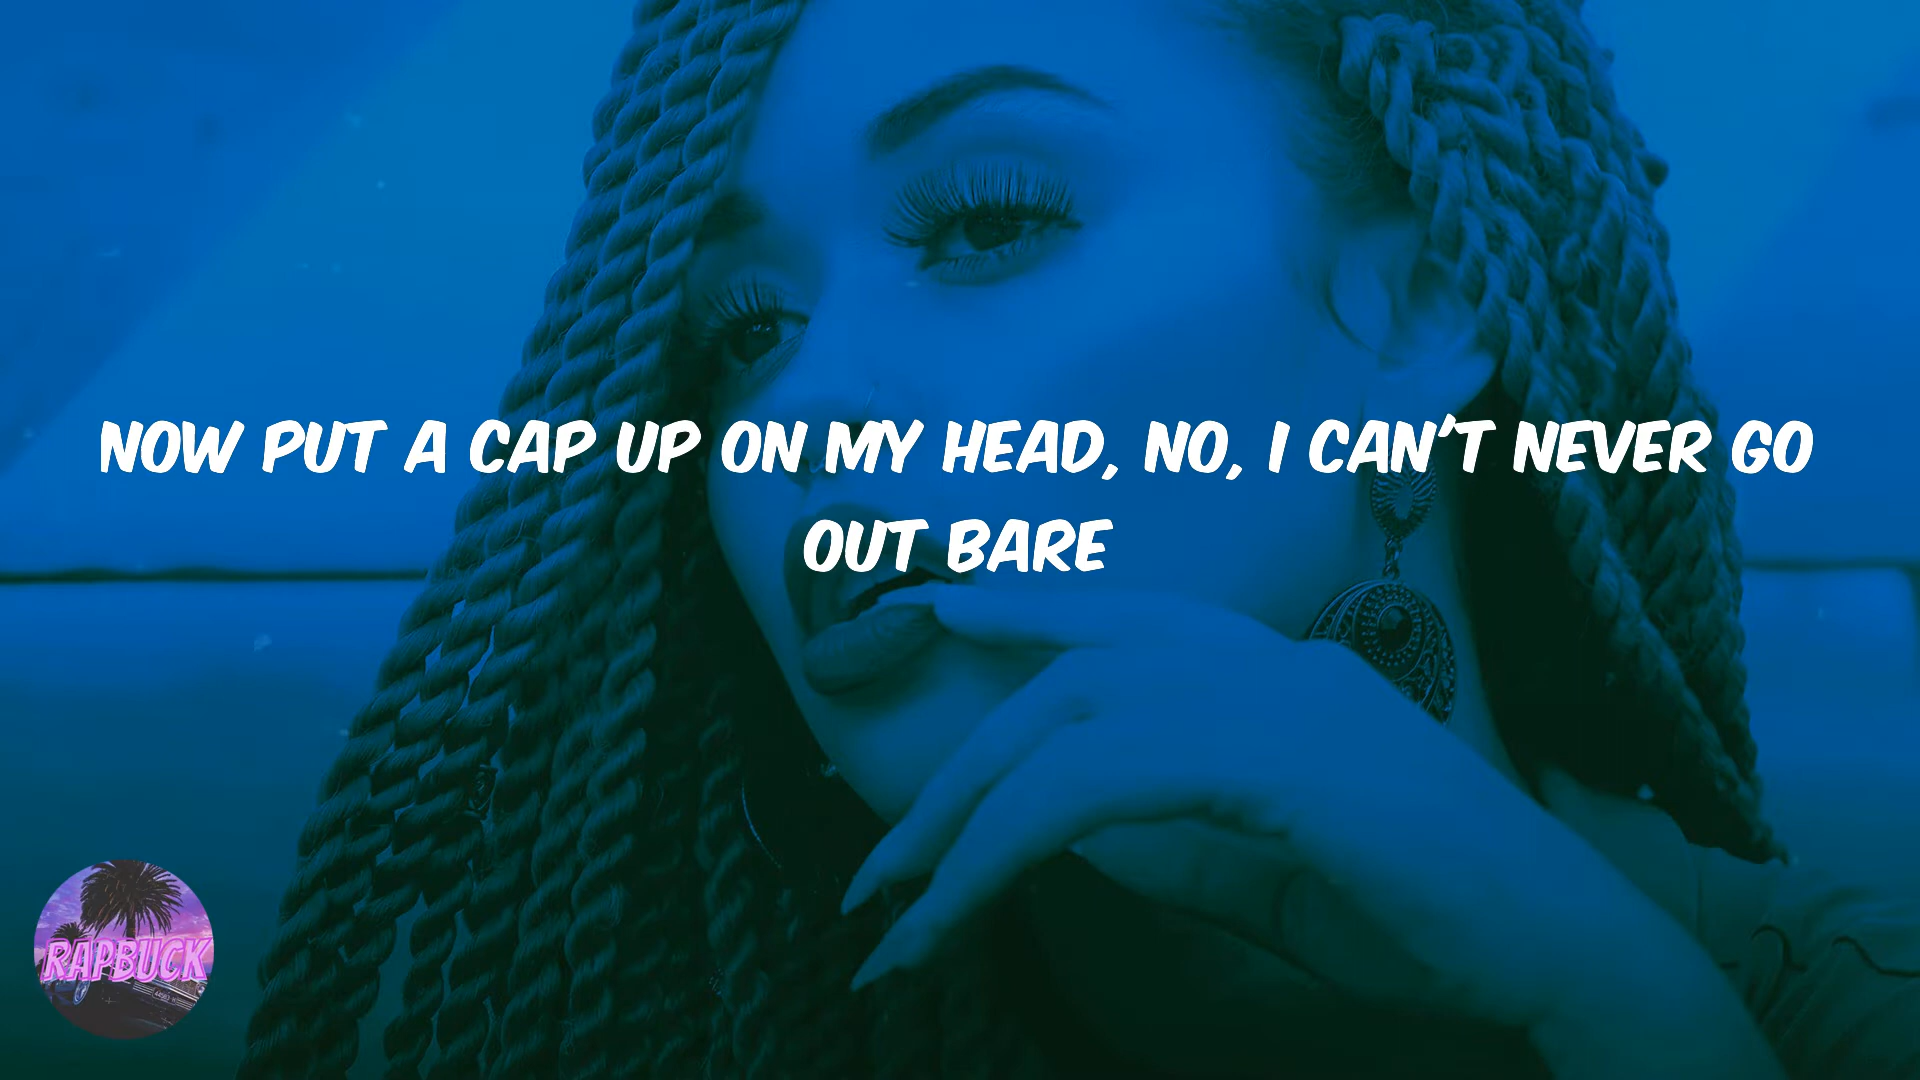 NOW PUT A CAP UP ON MY HEAD, NO, I CAN'T NEVER GO
OUT BARE
RAPBUCK